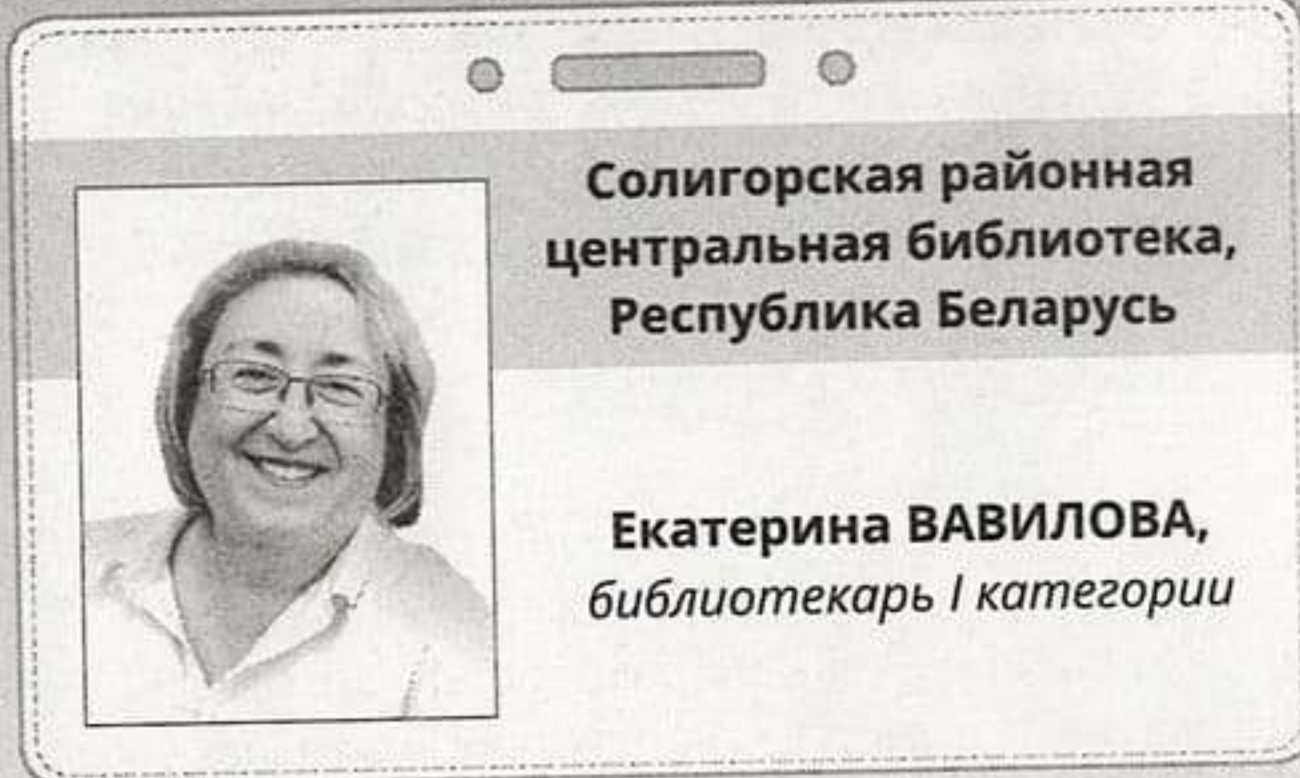 Солигорская районная
центральная библиотека,
Республика Беларусь
Екатерина ВАВИЛОВА,
библиотекарь I категории